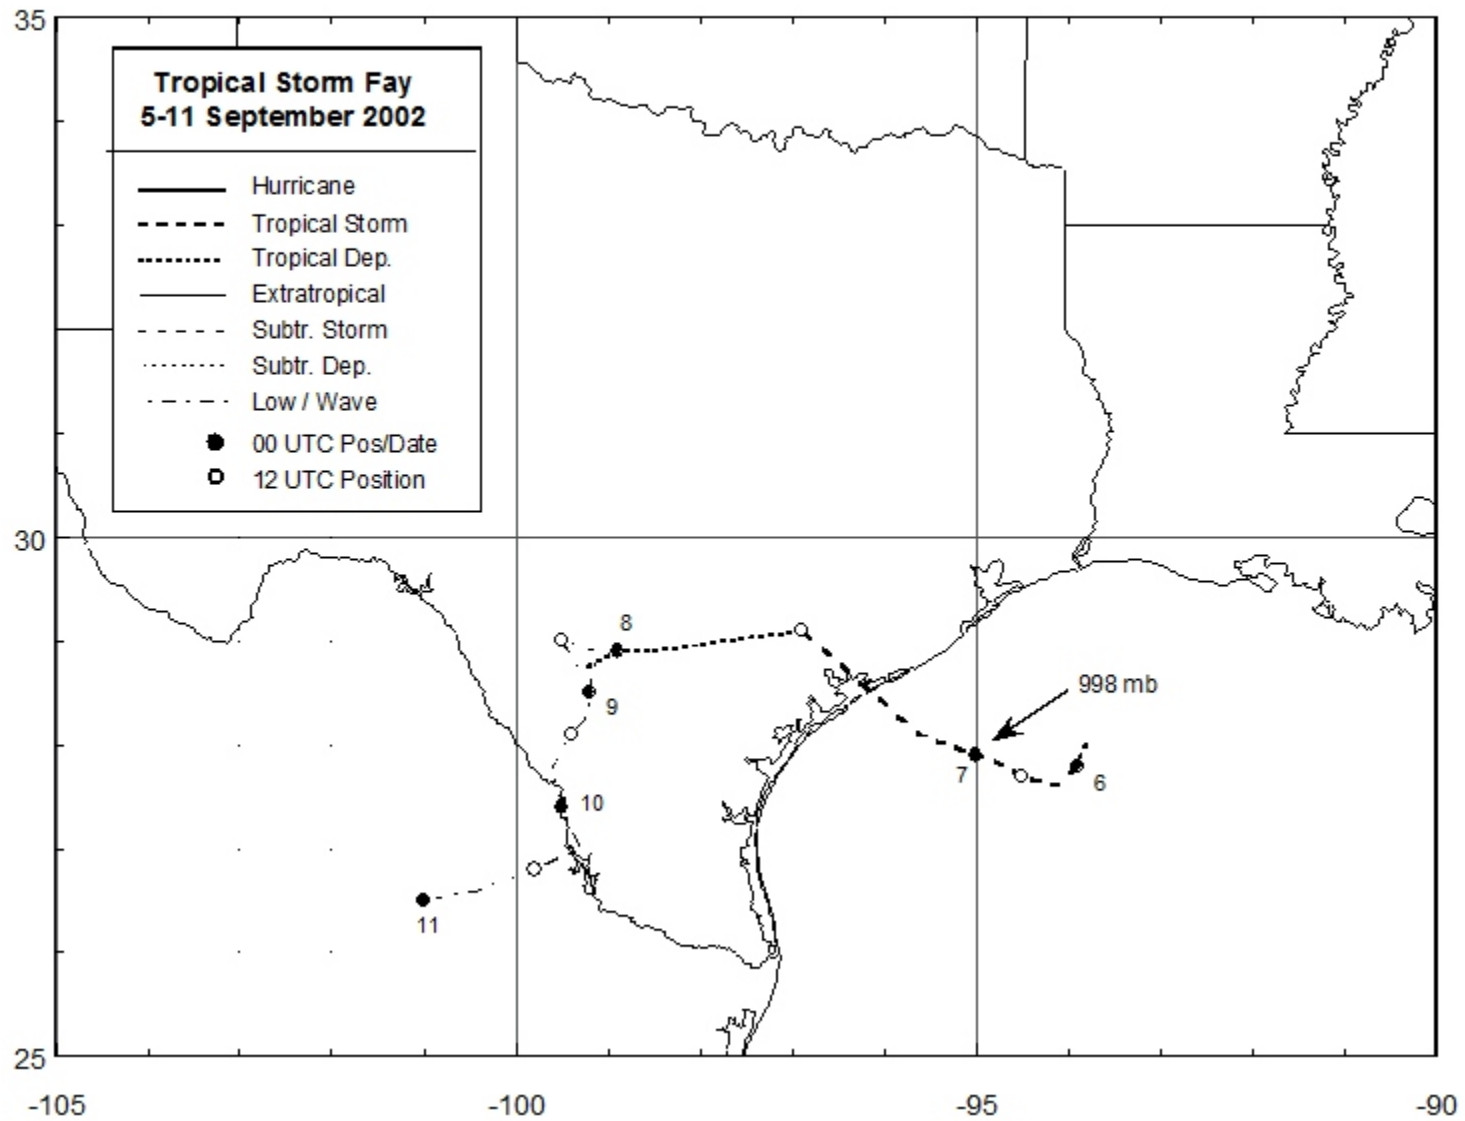 35
Tropical Storm Fay
5-11 September 2002
Hurricane
Tropical Storm
Tropical Dep.
Extratropical
Subtr. Storm
Subtr. Dep.
Low / Wave
00 UTC Pos/Date
12 UTC Position
30
8
998 mb
9
7
6
10
11
25
-105
-100
-95
-90